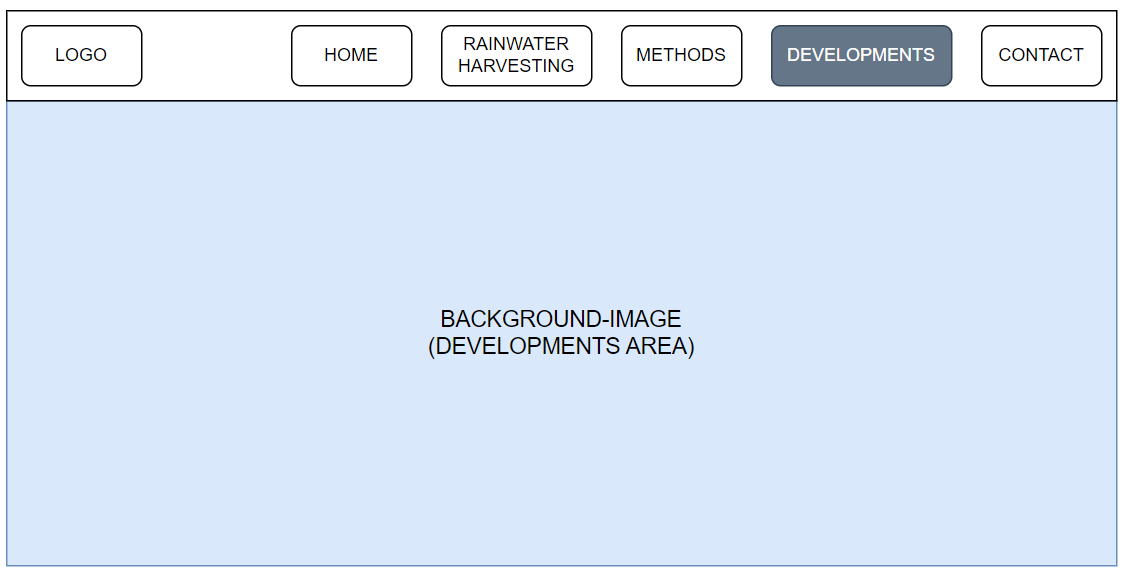 LOGO
HOME
RAINWATER
HARVESTING
METHODS
DEVELOPMENTS
CONTACT
BACKGROUND-IMAGE
(DEVELOPMENTS AREA)